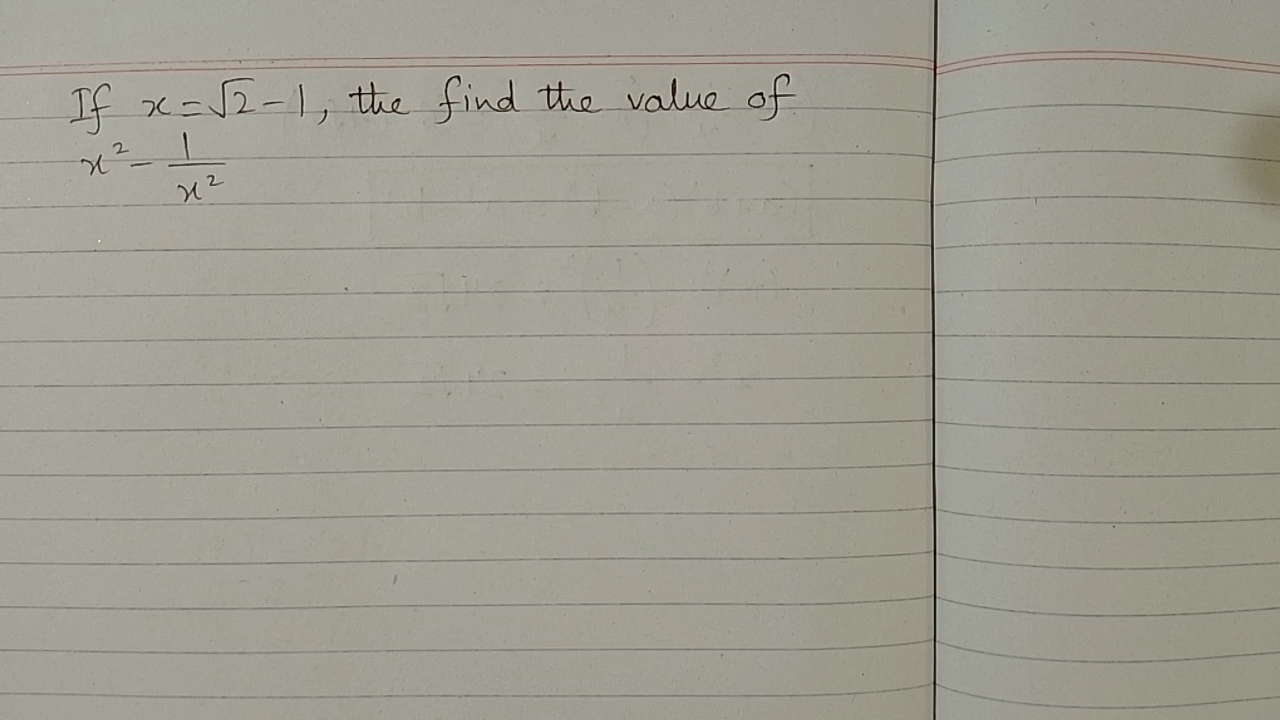 If x = √2 - 1, the find the value of
x² - 1/x²